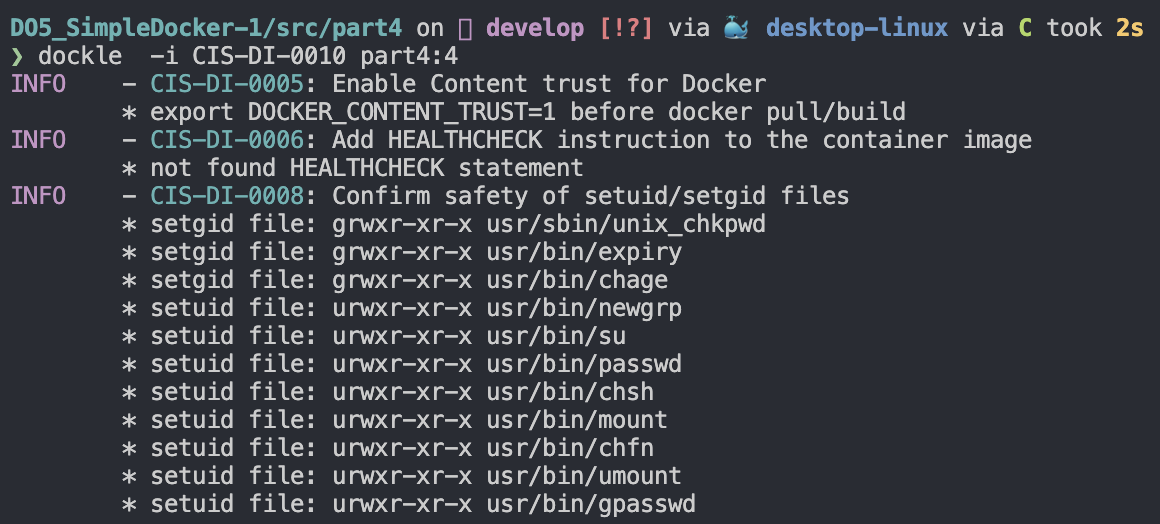 DO5_SimpleDocker-1/src/part4 on develop [!?] via 🐳 desktop-linux via C took 2s
❯ dockle  -i CIS-DI-0010 part4:4
INFO    - CIS-DI-0005: Enable Content trust for Docker
        * export DOCKER_CONTENT_TRUST=1 before docker pull/build
INFO    - CIS-DI-0006: Add HEALTHCHECK instruction to the container image
        * not found HEALTHCHECK statement
INFO    - CIS-DI-0008: Confirm safety of setuid/setgid files
        * setgid file: grwxr-xr-x usr/sbin/unix_chkpwd
        * setgid file: grwxr-xr-x usr/bin/expiry
        * setgid file: grwxr-xr-x usr/bin/chage
        * setuid file: urwxr-xr-x usr/bin/newgrp
        * setuid file: urwxr-xr-x usr/bin/su
        * setuid file: urwxr-xr-x usr/bin/passwd
        * setuid file: urwxr-xr-x usr/bin/chsh
        * setuid file: urwxr-xr-x usr/bin/mount
        * setuid file: urwxr-xr-x usr/bin/chfn
        * setuid file: urwxr-xr-x usr/bin/umount
        * setuid file: urwxr-xr-x usr/bin/gpasswd